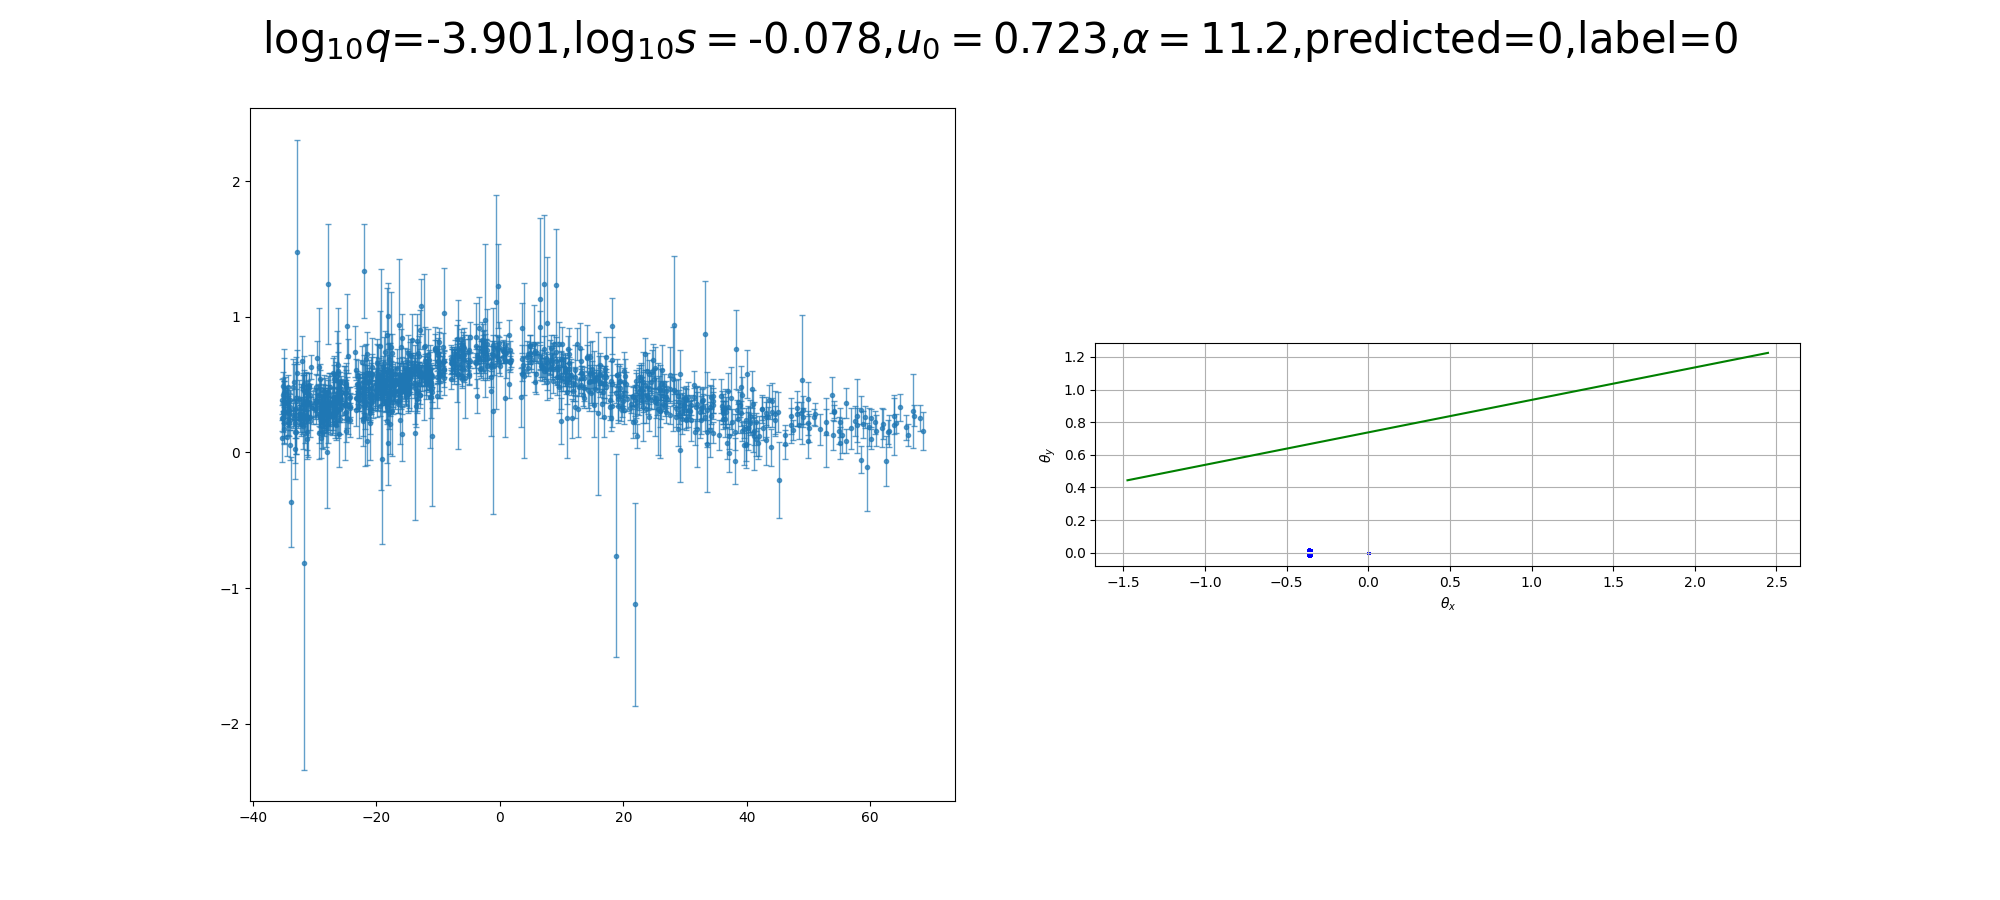 log₁₀q=-3.901,log₁₀s = -0.078,u₀ = 0.723,α = 11.2,predicted=0,label=0
2
1
0
−1
−2
−40 −20 0 20 40 60
1.2
1.0
0.8
0.6
0.4
0.2
0.0
θy
−1.5 −1.0 −0.5 0.0 0.5 1.0 1.5 2.0 2.5
θₓ